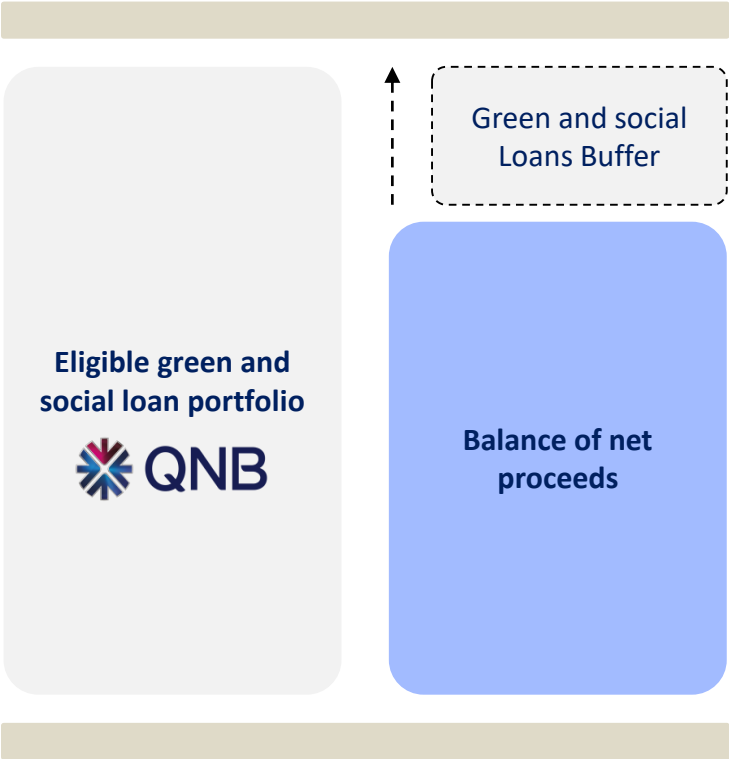 Eligible green and
social loan portfolio
QNB
Green and social
Loans Buffer
Balance of net
proceeds